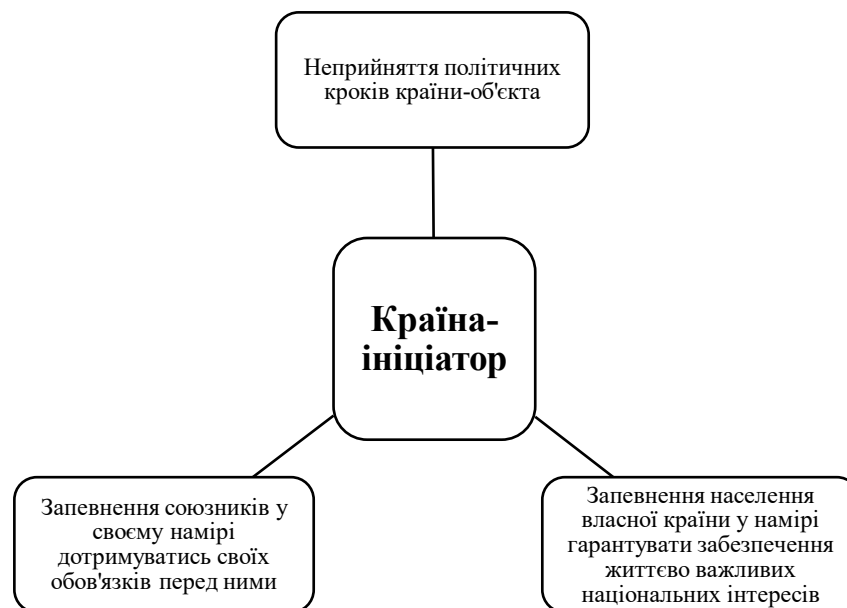 Неприйняття політичних
кроків країни-об'єкта
Країна-
ініціатор
Запевнення союзників у
своєму намірі
дотримуватись своїх
обов'язків перед ними
Запевнення населення
власної країни у намірі
гарантувати забезпечення
життєво важливих
національних інтересів